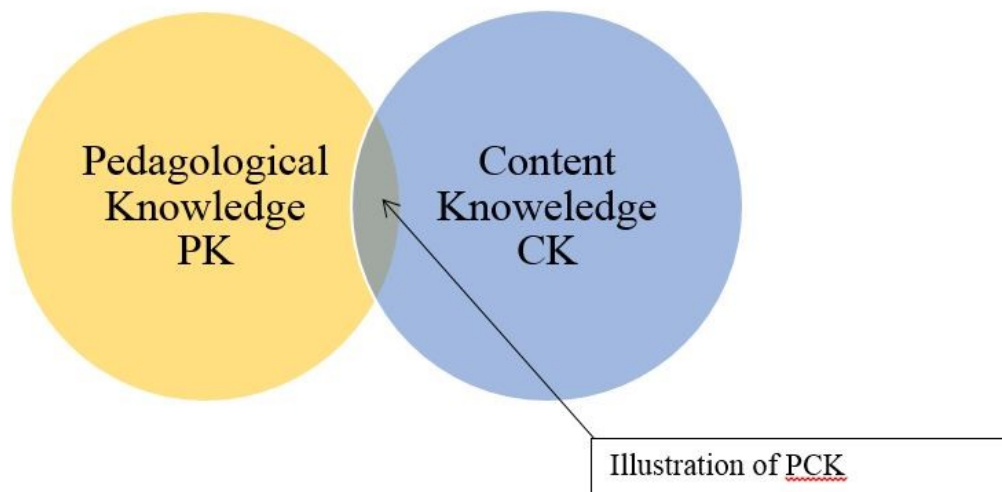 Pedagological
Knowledge
PK
Content
Knoweledge
CK
Illustration of PCK